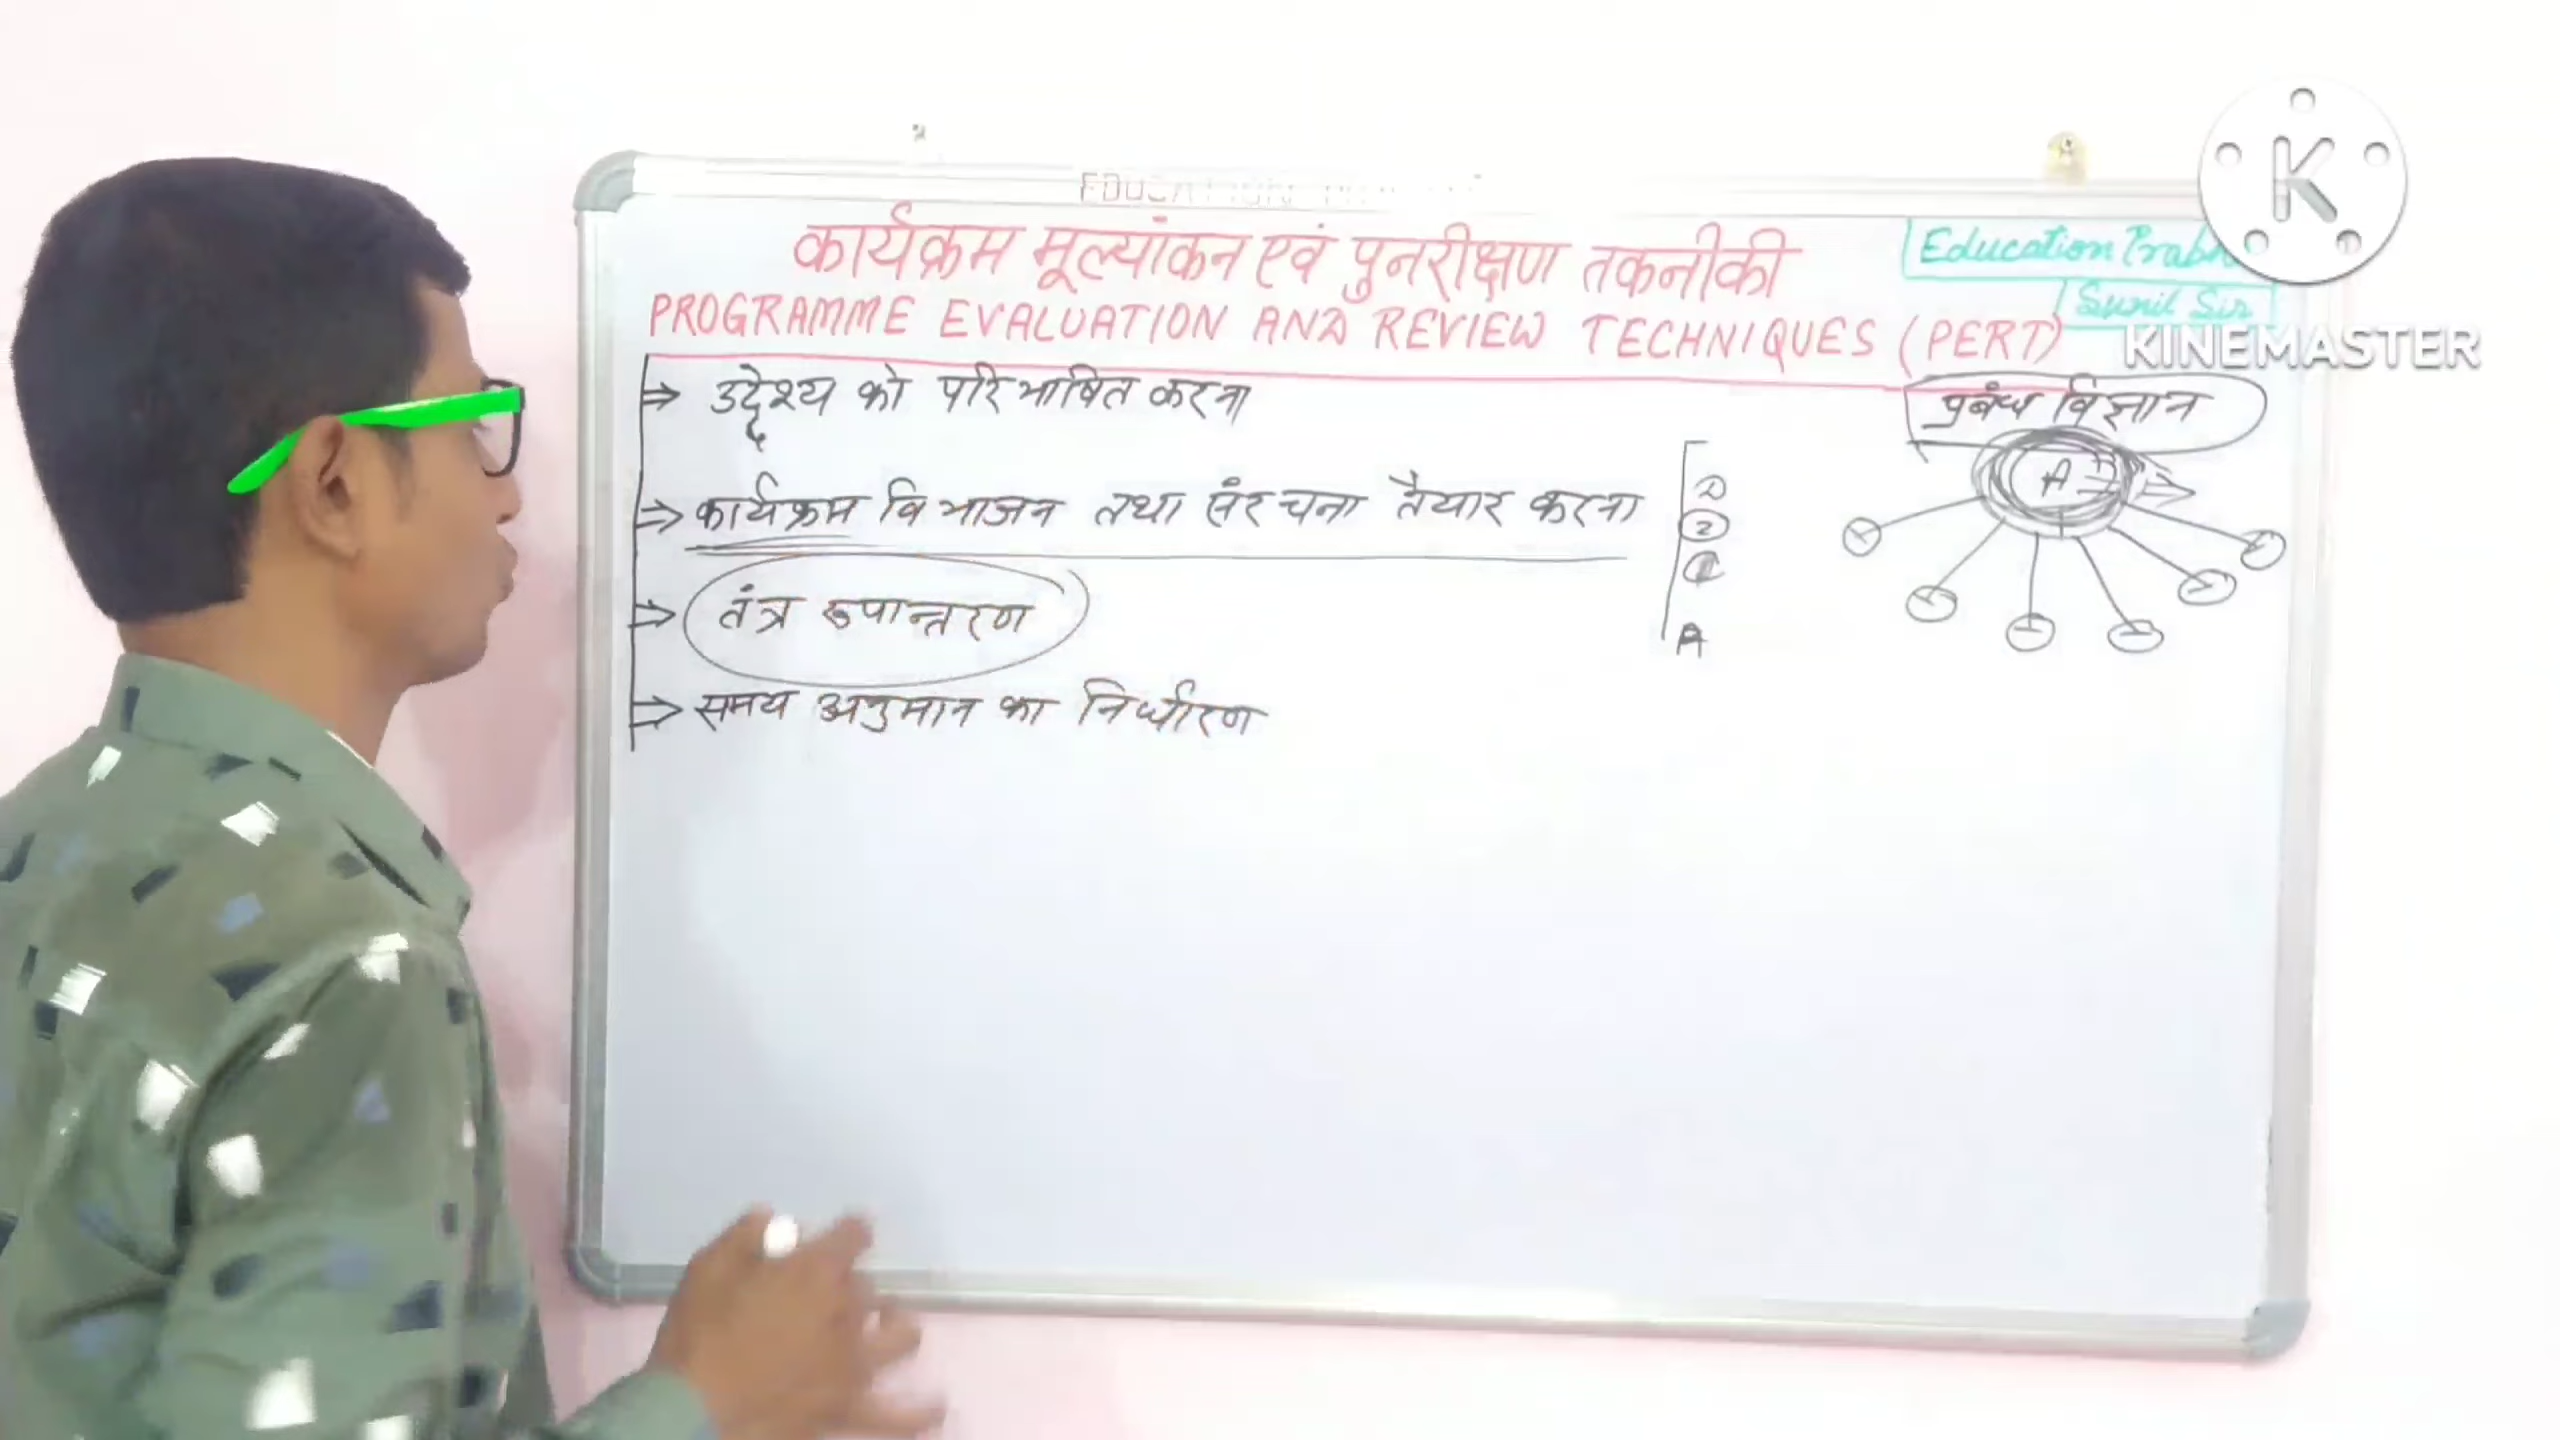 कार्यक्रम मूल्यांकन एवं पुनरीक्षण तकनीकी
PROGRAMME EVALUATION AND REVIEW TECHNIQUES (PERT)
Education
Sunil Sir
K
KINEMASTER
→ उद्देश्य को परिभाषित करना
प्रबंध विज्ञान
A
⇒ कार्यक्रम विभाजन तथा संरचना तैयार करना
2
A
⇒ तंत्र रुपान्तरण
⇒ समय अनुमान का निर्धारण